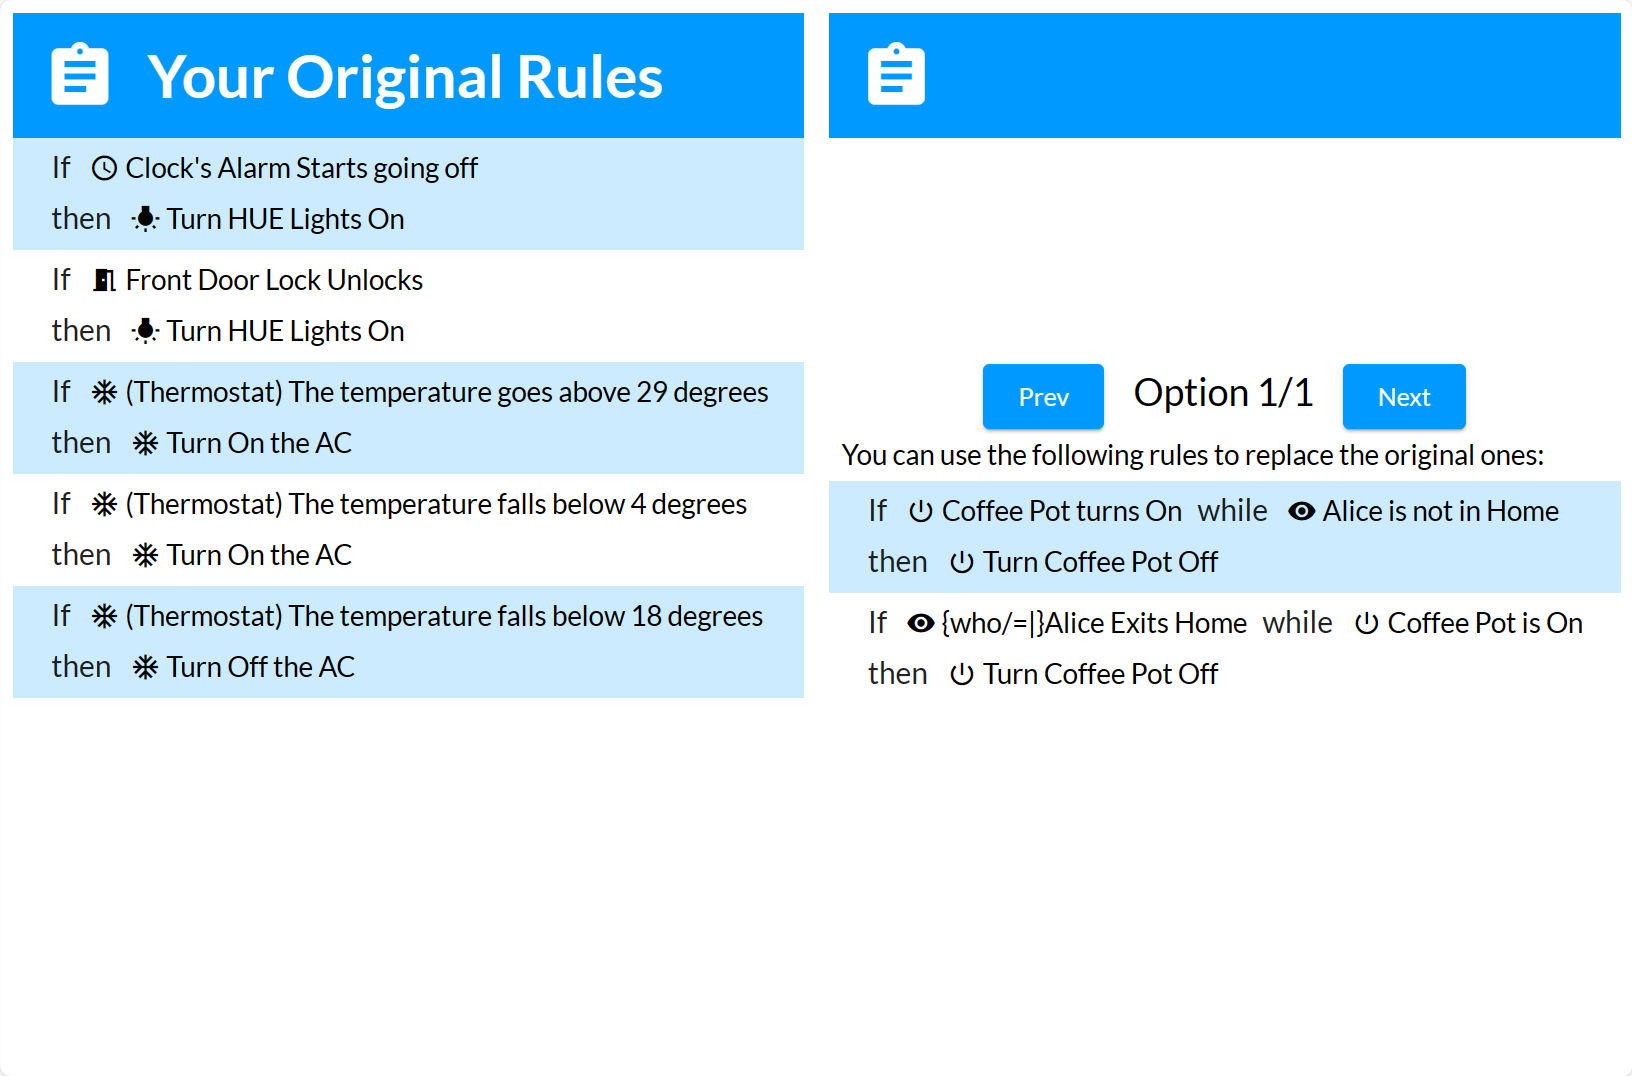 Your Original Rules
If Clock's Alarm Starts going off
then Turn HUE Lights On
If Front Door Lock Unlocks
then Turn HUE Lights On
If (Thermostat) The temperature goes above 29 degrees
then Turn On the AC
If (Thermostat) The temperature falls below 4 degrees
then Turn On the AC
If (Thermostat) The temperature falls below 18 degrees
then Turn Off the AC
Prev Option 1/1 Next
You can use the following rules to replace the original ones:
If Coffee Pot turns On while Alice is not in Home
then Turn Coffee Pot Off
If {who/=|}Alice Exits Home while Coffee Pot is On
then Turn Coffee Pot Off